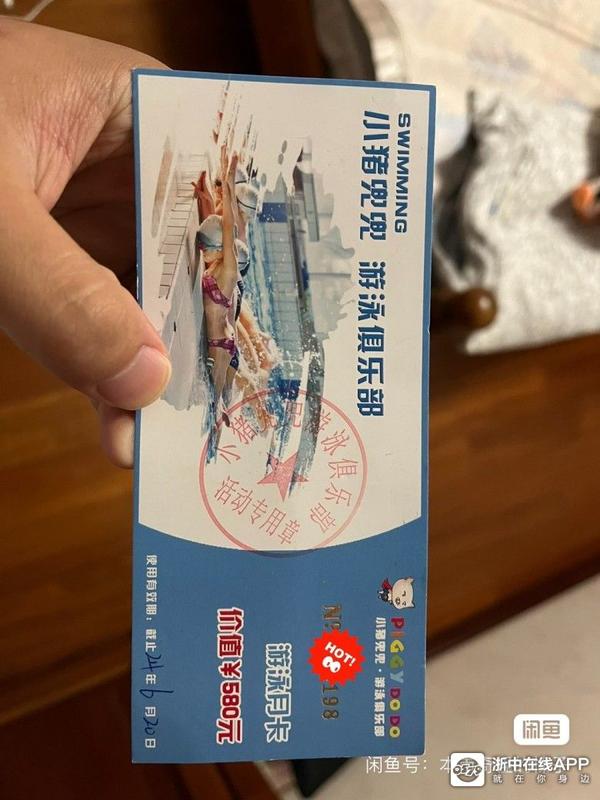 SWIMMING
小猪兜兜 游泳俱乐部
小猪兜兜游泳俱乐部
活动专用章
PIGGY DO DO
小猪兜兜·游泳俱乐部
HOT!
198
游泳月卡
价值￥580元
使用有效期：截止24年6月20日
闲鱼
闲鱼号：本
浙中在线APP
就在你身边